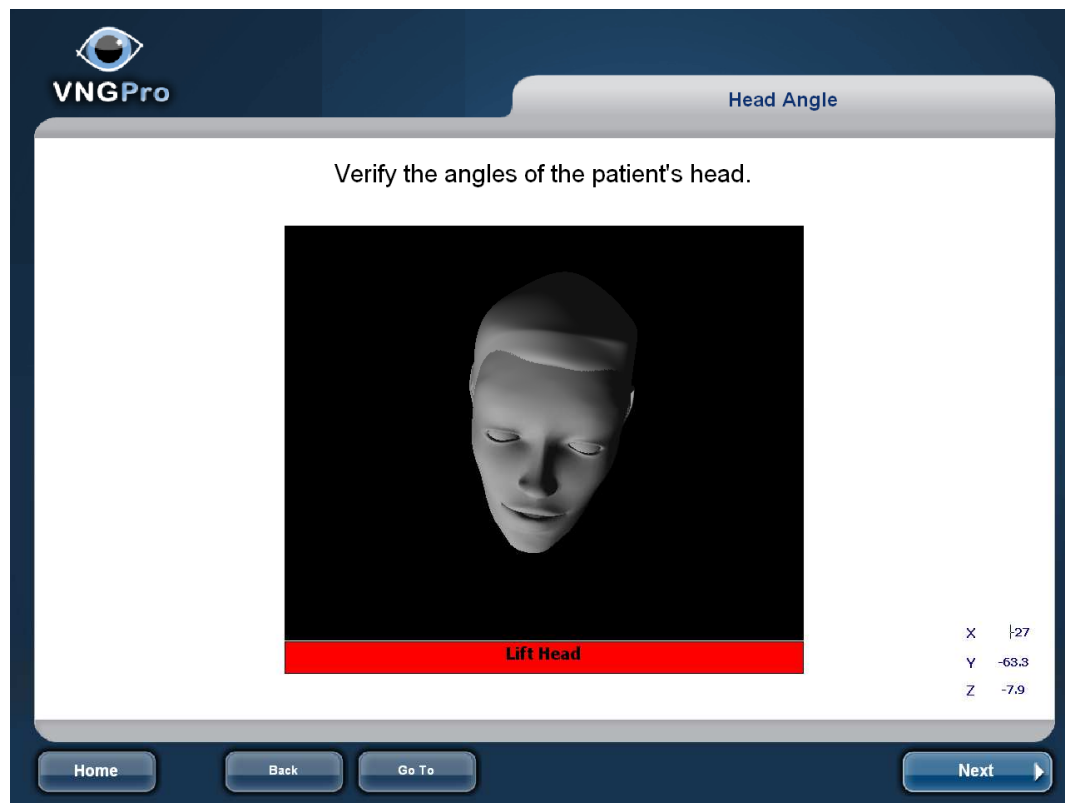 VNGPro
Head Angle
Verify the angles of the patient's head.
Lift Head
X -27
Y -63.3
Z -7.9
Home
Back
Go To
Next